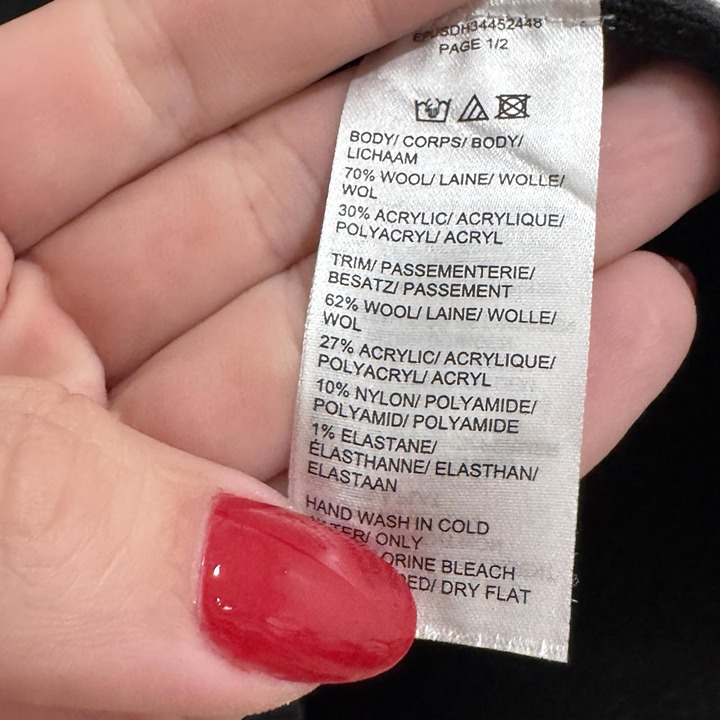 PAGE 1/2
BODY/ CORPS/ BODY/
LICHAAM
70% WOOL/ LAINE/ WOLLE/
WOL
30% ACRYLIC/ ACRYLIQUE/
POLYACRYL/ ACRYL
TRIM/ PASSEMENTERIE/
BESATZ/ PASSEMENT
62% WOOL/ LAINE/ WOLLE/
WOL
27% ACRYLIC/ ACRYLIQUE/
POLYACRYL/ ACRYL
10% NYLON/ POLYAMIDE/
POLYAMID/ POLYAMIDE
1% ELASTANE/
ÉLASTHANNE/ ELASTHAN/
ELASTAAN
HAND WASH IN COLD
ONLY
BLEACH
DRY FLAT